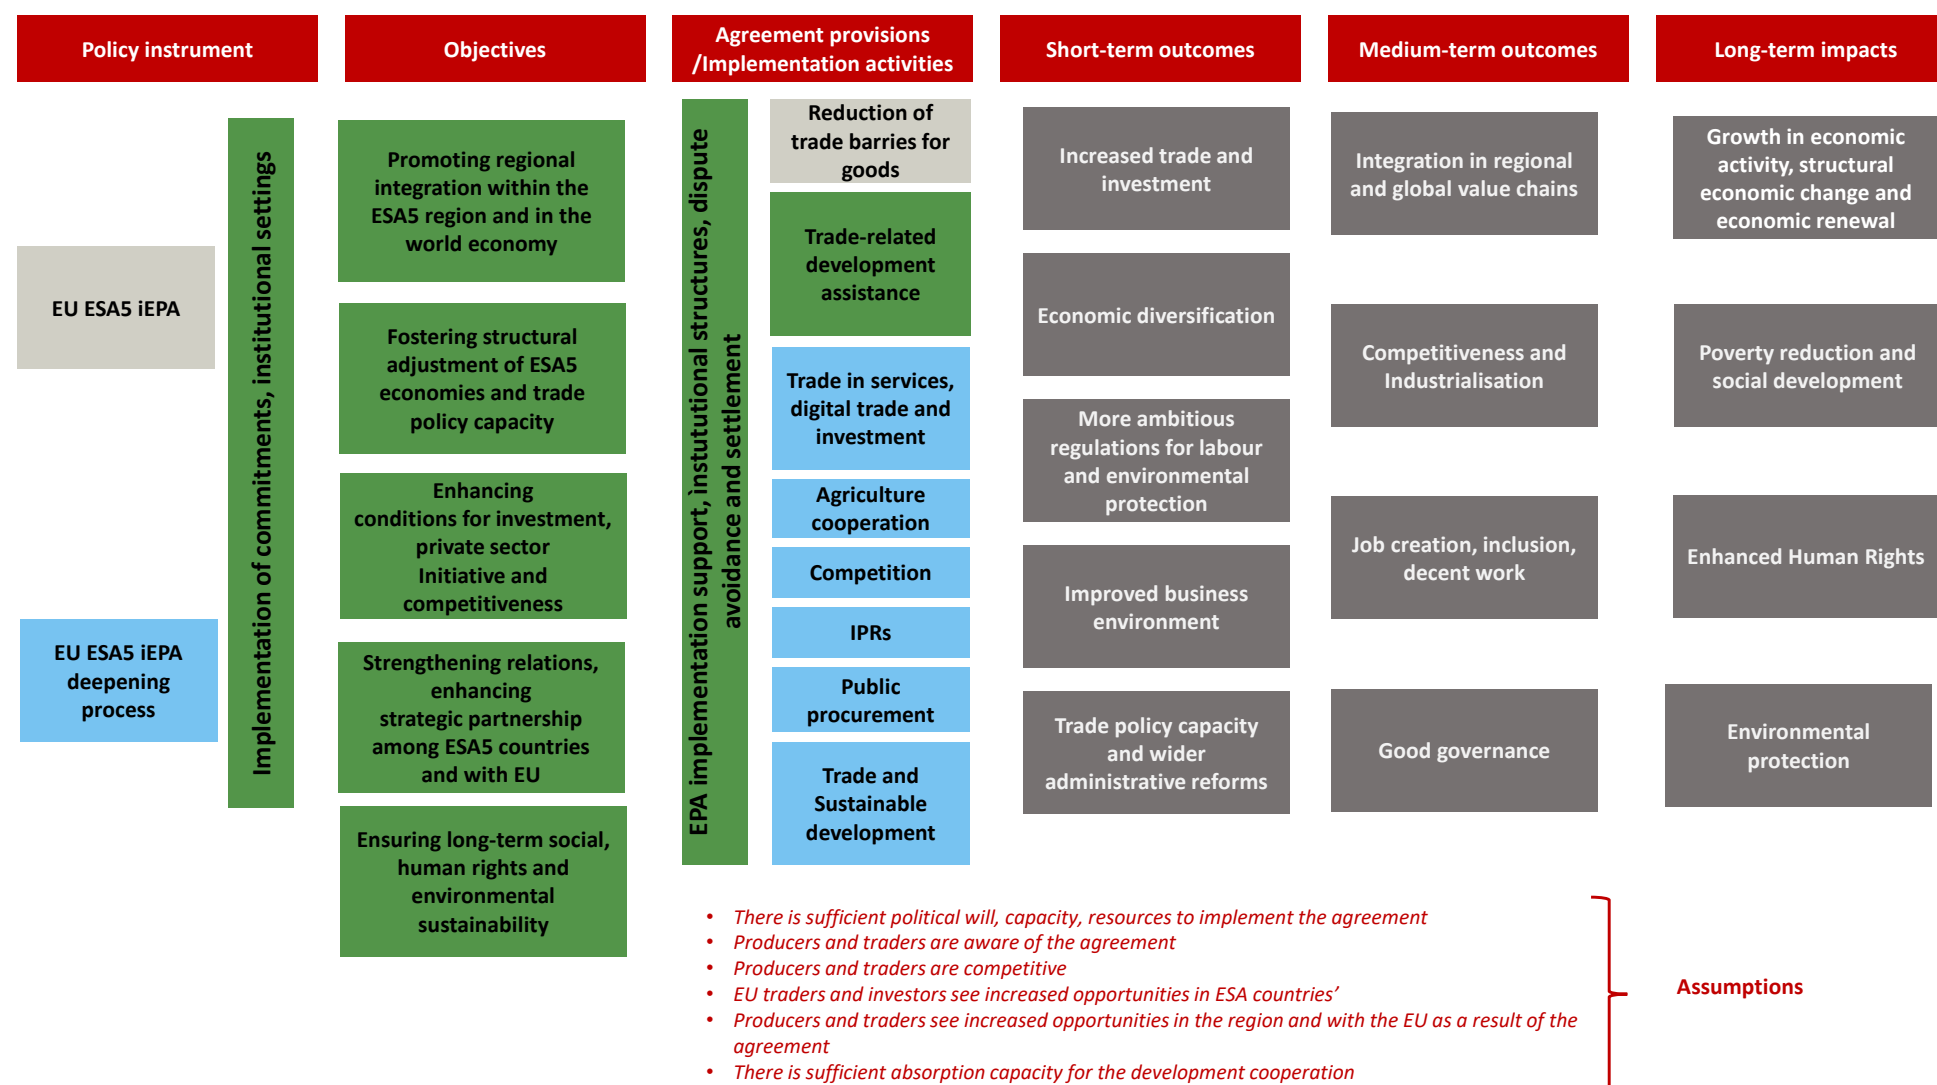 Policy instrument
Objectives
Agreement provisions
/Implementation activities
Short-term outcomes
Medium-term outcomes
Long-term impacts
EU ESA5 iEPA
EU ESA5 iEPA
deepening
process
Implementation of commitments, institutional settings
Promoting regional
integration within the
ESA5 region and in the
world economy
Fostering structural
adjustment of ESA5
economies and trade
policy capacity
Enhancing
conditions for investment,
private sector
Initiative and
competitiveness
Strengthening relations,
enhancing
strategic partnership
among ESA5 countries
and with EU
Ensuring long-term social,
human rights and
environmental
sustainability
EPA implementation support, ìnstutuional structures, dispute
avoidance and settlement
Reduction of
trade barries for
goods
Trade-related
development
assistance
Trade in services,
digital trade and
investment
Agriculture
cooperation
Competition
IPRs
Public
procurement
Trade and
Sustainable
development
Increased trade and
investment
Economic diversification
More ambitious
regulations for labour
and environmental
protection
Improved business
environment
Trade policy capacity
and wider
administrative reforms
Integration in regional
and global value chains
Competitiveness and
Industrialisation
Job creation, inclusion,
decent work
Good governance
Growth in economic
activity, structural
economic change and
economic renewal
Poverty reduction and
social development
Enhanced Human Rights
Environmental
protection
• There is sufficient political will, capacity, resources to implement the agreement
• Producers and traders are aware of the agreement
• Producers and traders are competitive
• EU traders and investors see increased opportunities in ESA countries’
• Producers and traders see increased opportunities in the region and with the EU as a result of the
agreement
• There is sufficient absorption capacity for the development cooperation
Assumptions